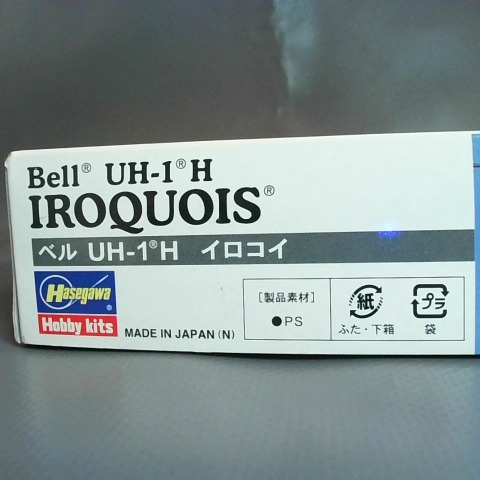 Bell® UH-1® H
IROQUOIS®
ベル UH-1®H イロコイ
Hasegawa®
Hobby kits
MADE IN JAPAN (N)
［製品素材］
●PS
紙
ふた・下箱
プラ
袋